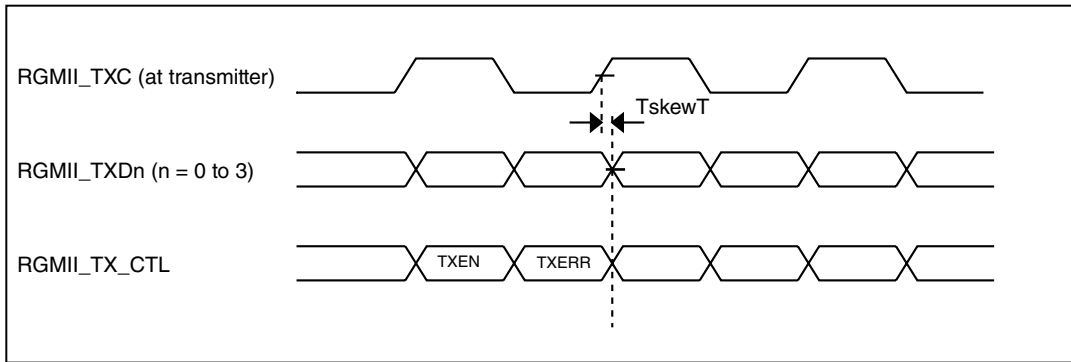 RGMII_TXC (at transmitter)
TskewT
RGMII_TXDn (n = 0 to 3)
RGMII_TX_CTL
TXEN
TXERR